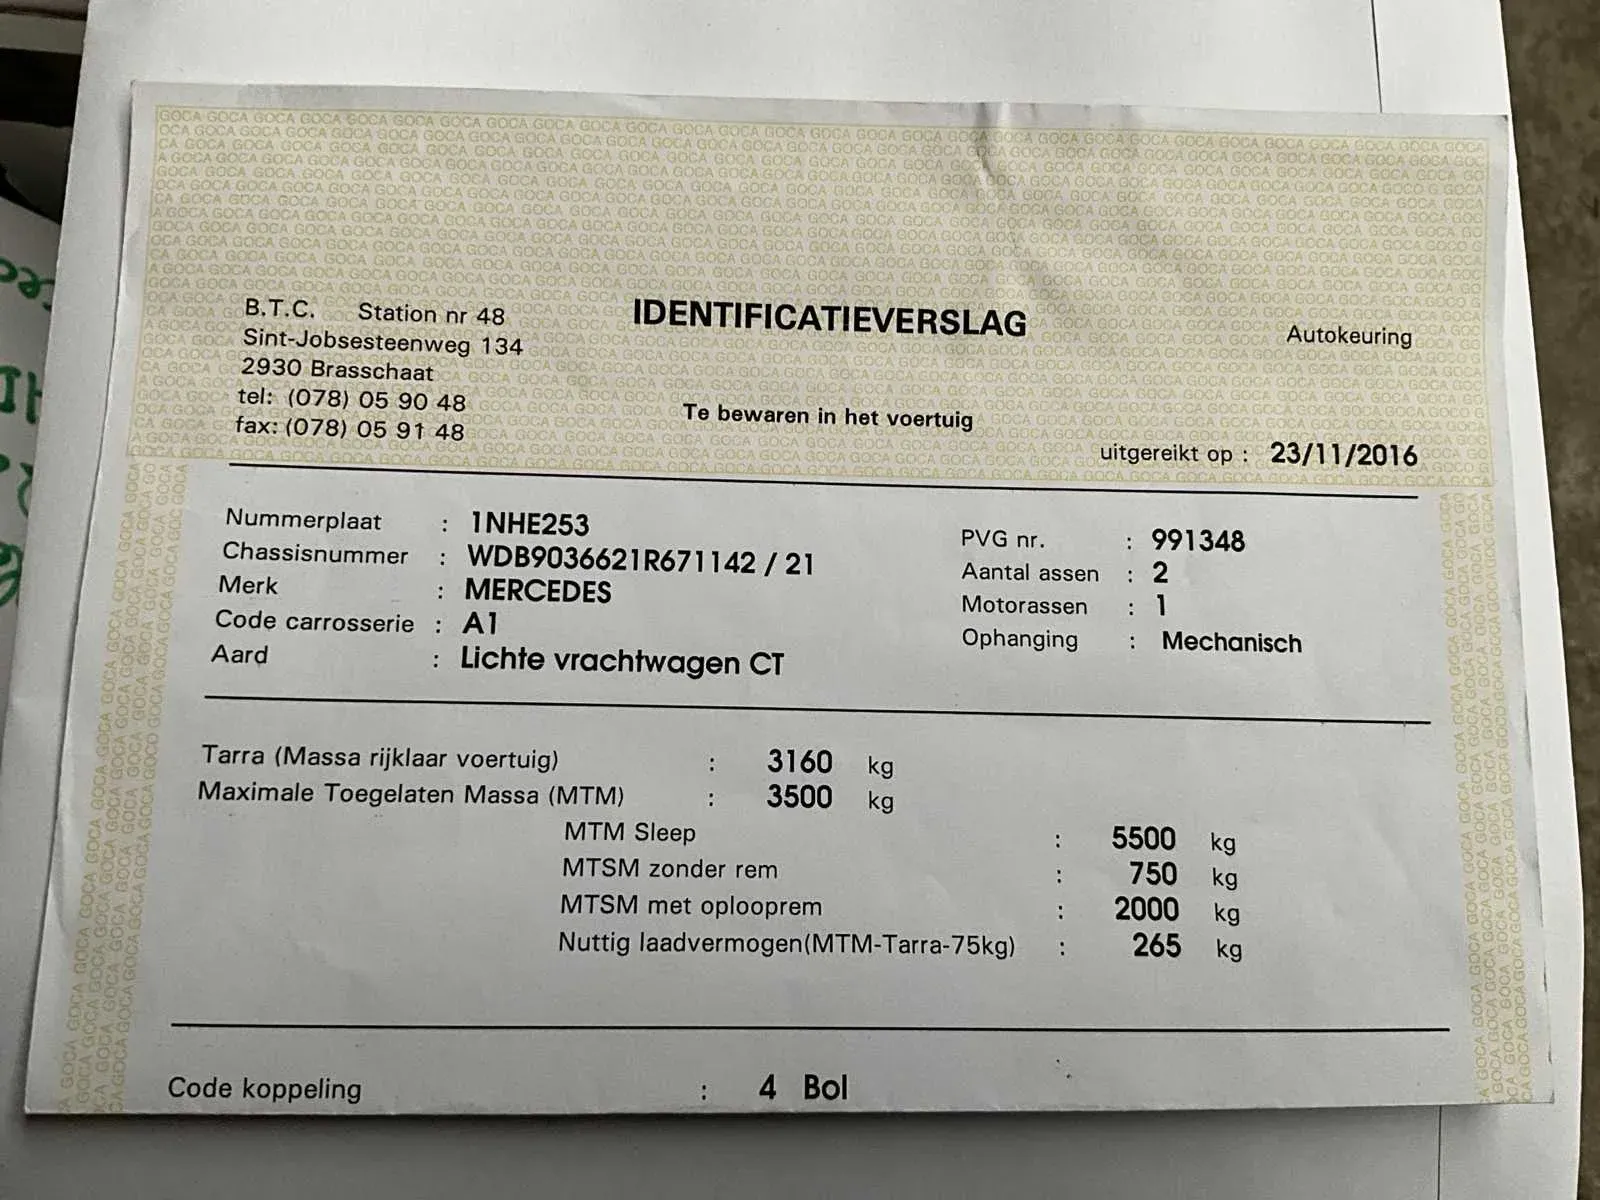 B.T.C. Station nr 48
Sint-Jobsesteenweg 134
2930 Brasschaat
tel: (078) 05 90 48
fax: (078) 05 91 48
IDENTIFICATIEVERSLAG
Te bewaren in het voertuig
Autokeuring
uitgereikt op : 23/11/2016
Nummerplaat : 1NHE253
Chassisnummer : WDB9036621R671142 / 21
Merk : MERCEDES
Code carrosserie : A1
Aard : Lichte vrachtwagen CT
PVG nr. : 991348
Aantal assen : 2
Motorassen : 1
Ophanging : Mechanisch
Tarra (Massa rijklaar voertuig) : 3160 kg
Maximale Toegelaten Massa (MTM) : 3500 kg
MTM Sleep : 5500 kg
MTSM zonder rem : 750 kg
MTSM met oplooprem : 2000 kg
Nuttig laadvermogen(MTM-Tarra-75kg) : 265 kg
Code koppeling : 4 Bol